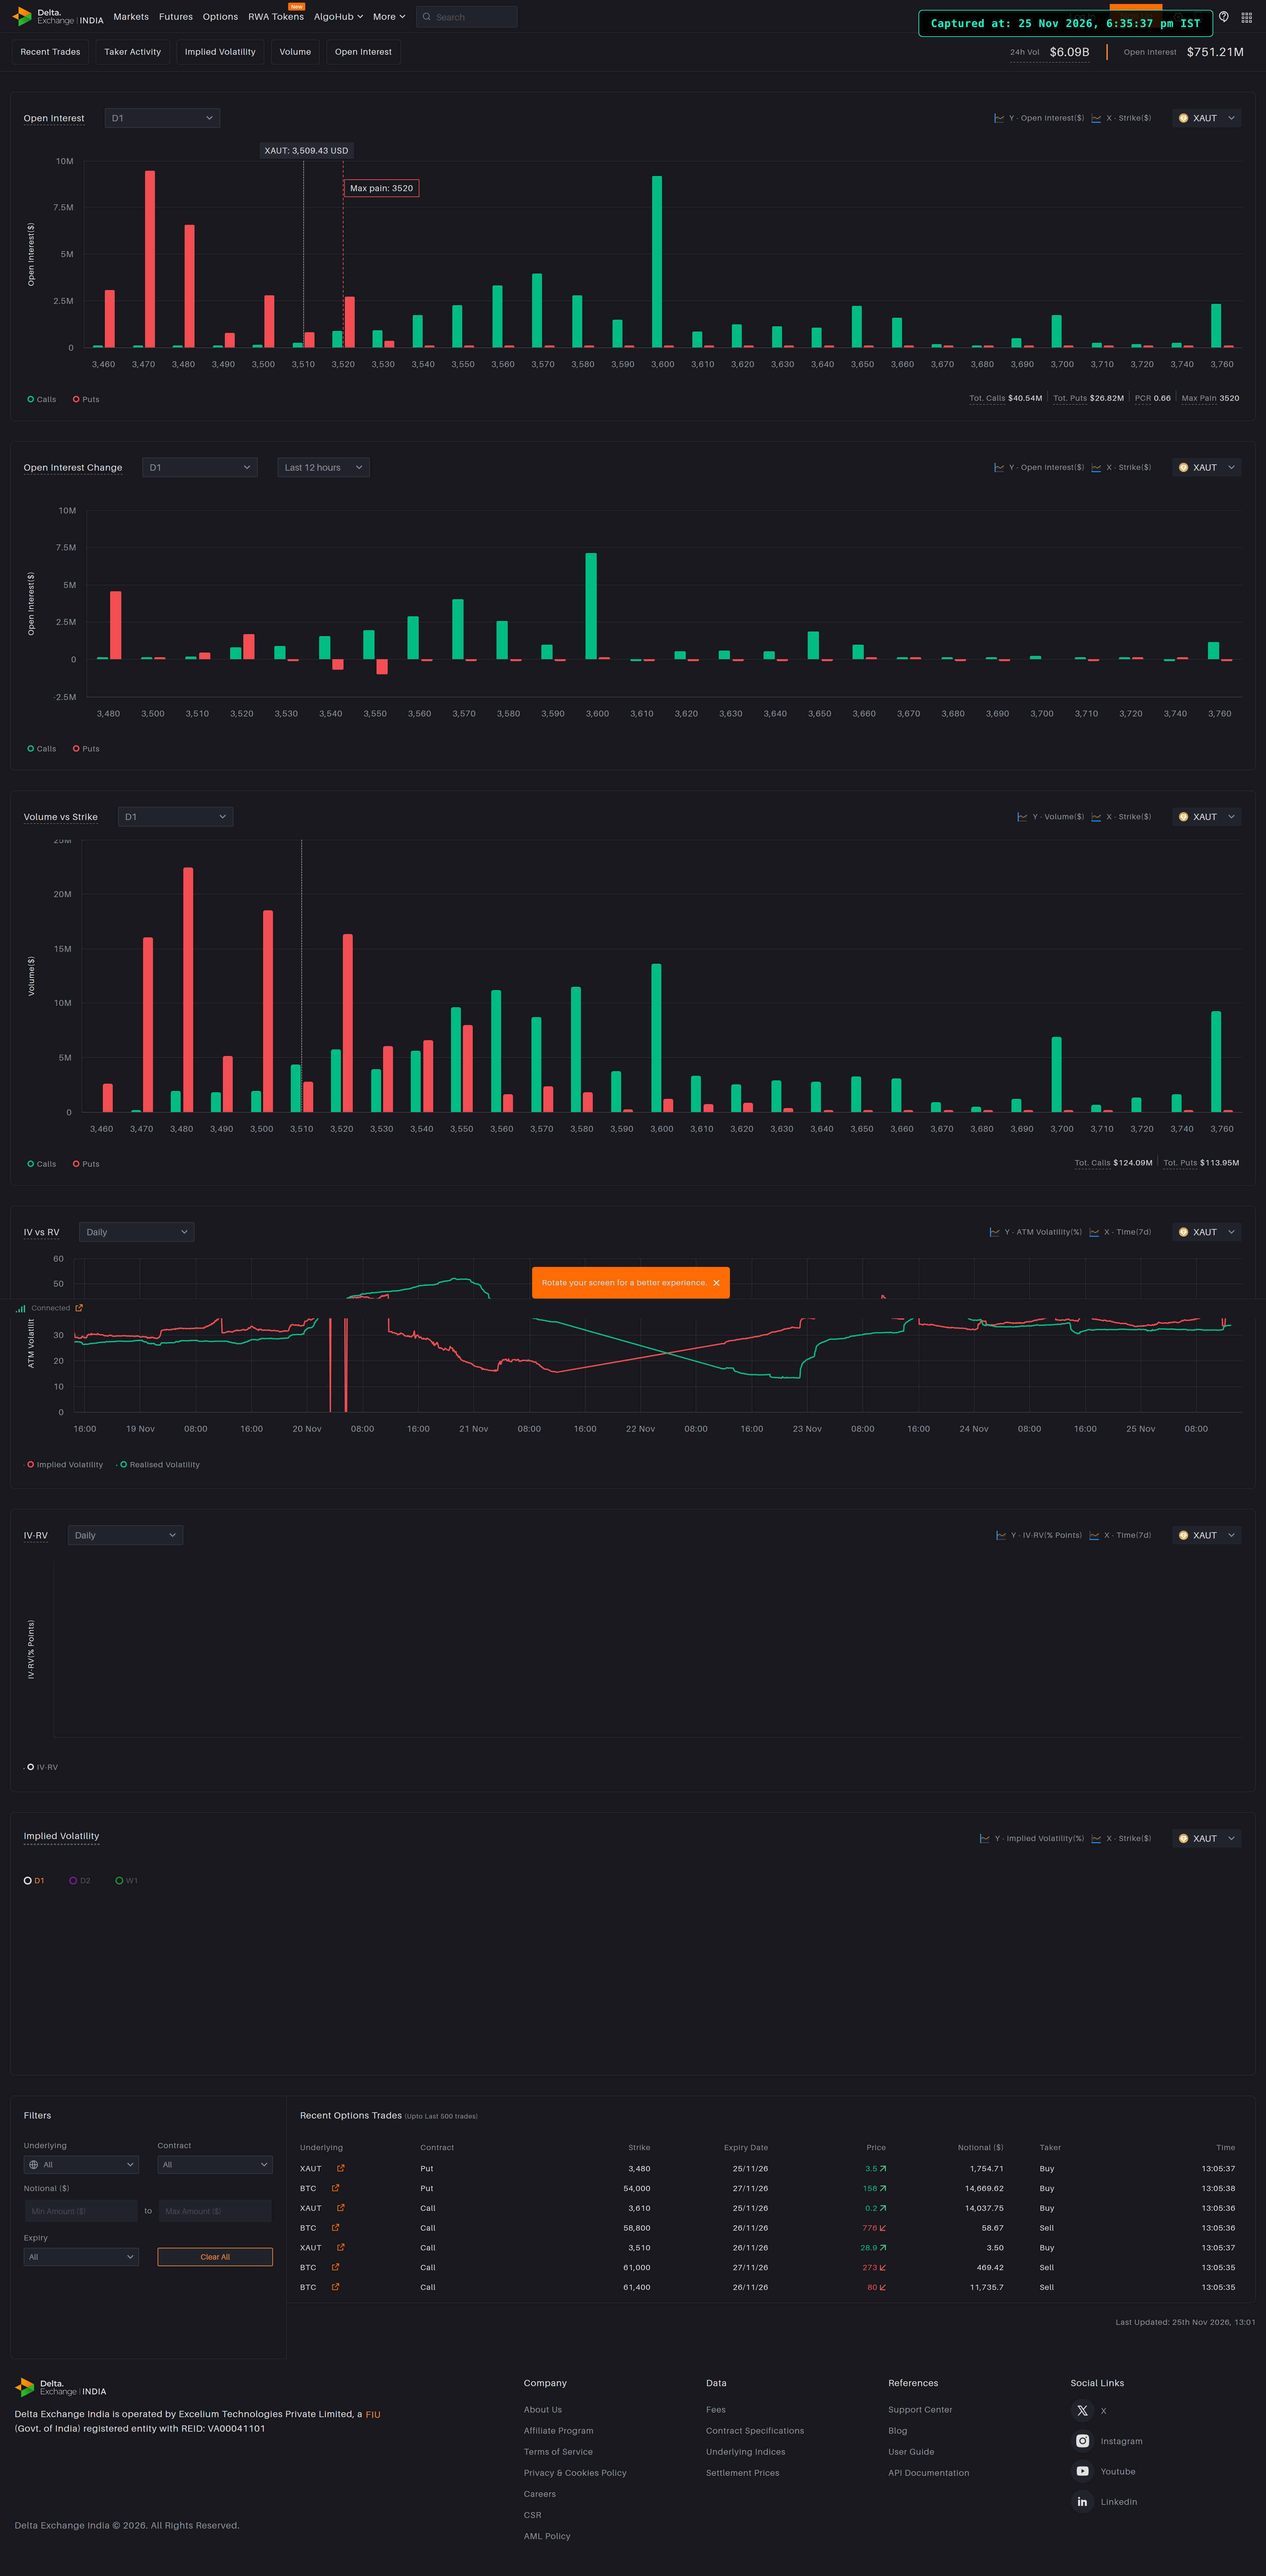 Delta. Exchange | INDIA Markets Futures Options RWA Tokens New AlgoHub More Search
Captured at: 25 Nov 2026, 6:35:37 pm IST
Recent Trades Taker Activity Implied Volatility Volume Open Interest 24h Vol $6.09B Open Interest $751.21M
Open Interest D1 Y - Open Interest($) X - Strike($) XAUT
XAUT: 3,509.43 USD
Max pain: 3520
Open Interest($)
10M
7.5M
5M
2.5M
0
3,460 3,470 3,480 3,490 3,500 3,510 3,520 3,530 3,540 3,550 3,560 3,570 3,580 3,590 3,600 3,610 3,620 3,630 3,640 3,650 3,660 3,670 3,680 3,690 3,700 3,710 3,720 3,740 3,760
Calls Puts Tot. Calls $40.54M Tot. Puts $26.82M PCR 0.66 Max Pain 3520
Open Interest Change D1 Last 12 hours Y - Open Interest($) X - Strike($) XAUT
Open Interest($)
10M
7.5M
5M
2.5M
0
-2.5M
3,480 3,500 3,510 3,520 3,530 3,540 3,550 3,560 3,570 3,580 3,590 3,600 3,610 3,620 3,630 3,640 3,650 3,660 3,670 3,680 3,690 3,700 3,710 3,720 3,740 3,760
Calls Puts
Volume vs Strike D1 Y - Volume($) X - Strike($) XAUT
Volume($)
25M
20M
15M
10M
5M
0
3,460 3,470 3,480 3,490 3,500 3,510 3,520 3,530 3,540 3,550 3,560 3,570 3,580 3,590 3,600 3,610 3,620 3,630 3,640 3,650 3,660 3,670 3,680 3,690 3,700 3,710 3,720 3,740 3,760
Calls Puts Tot. Calls $124.09M Tot. Puts $113.95M
IV vs RV Daily Y - ATM Volatility(%) X - Time(7d) XAUT
60
50
Rotate your screen for a better experience.
Connected
30
20
10
0
16:00 19 Nov 08:00 16:00 20 Nov 08:00 16:00 21 Nov 08:00 16:00 22 Nov 08:00 16:00 23 Nov 08:00 16:00 24 Nov 08:00 16:00 25 Nov 08:00
Implied Volatility Realised Volatility
IV-RV Daily Y - IV-RV(% Points) X - Time(7d) XAUT
IV-RV(% Points)
IV-RV
Implied Volatility Y - Implied Volatility(%) X - Strike($) XAUT
D1 D2 W1
Filters
Underlying Contract
All All
Notional ($)
Min Amount ($) to Max Amount ($)
Expiry
All Clear All
Recent Options Trades (Upto Last 500 trades)
Underlying Contract Strike Expiry Date Price Notional ($) Taker Time
XAUT Put 3,480 25/11/26 3.5 1,754.71 Buy 13:05:37
BTC Put 54,000 27/11/26 158 14,669.62 Buy 13:05:38
XAUT Call 3,610 25/11/26 0.2 14,037.75 Buy 13:05:36
BTC Call 58,800 26/11/26 776 58.67 Sell 13:05:36
XAUT Call 3,510 26/11/26 28.9 3.50 Buy 13:05:37
BTC Call 61,000 27/11/26 273 469.42 Sell 13:05:35
BTC Call 61,400 26/11/26 80 11,735.7 Sell 13:05:35
Last Updated: 25th Nov 2026, 13:01
Delta. Exchange | INDIA
Delta Exchange India is operated by Excelium Technologies Private Limited, a FIU
(Govt. of India) registered entity with REID: VA00041101
Delta Exchange India © 2026. All Rights Reserved.
Company
About Us
Affiliate Program
Terms of Service
Privacy & Cookies Policy
Careers
CSR
AML Policy
Data
Fees
Contract Specifications
Underlying Indices
Settlement Prices
References
Support Center
Blog
User Guide
API Documentation
Social Links
X
Instagram
Youtube
Linkedin